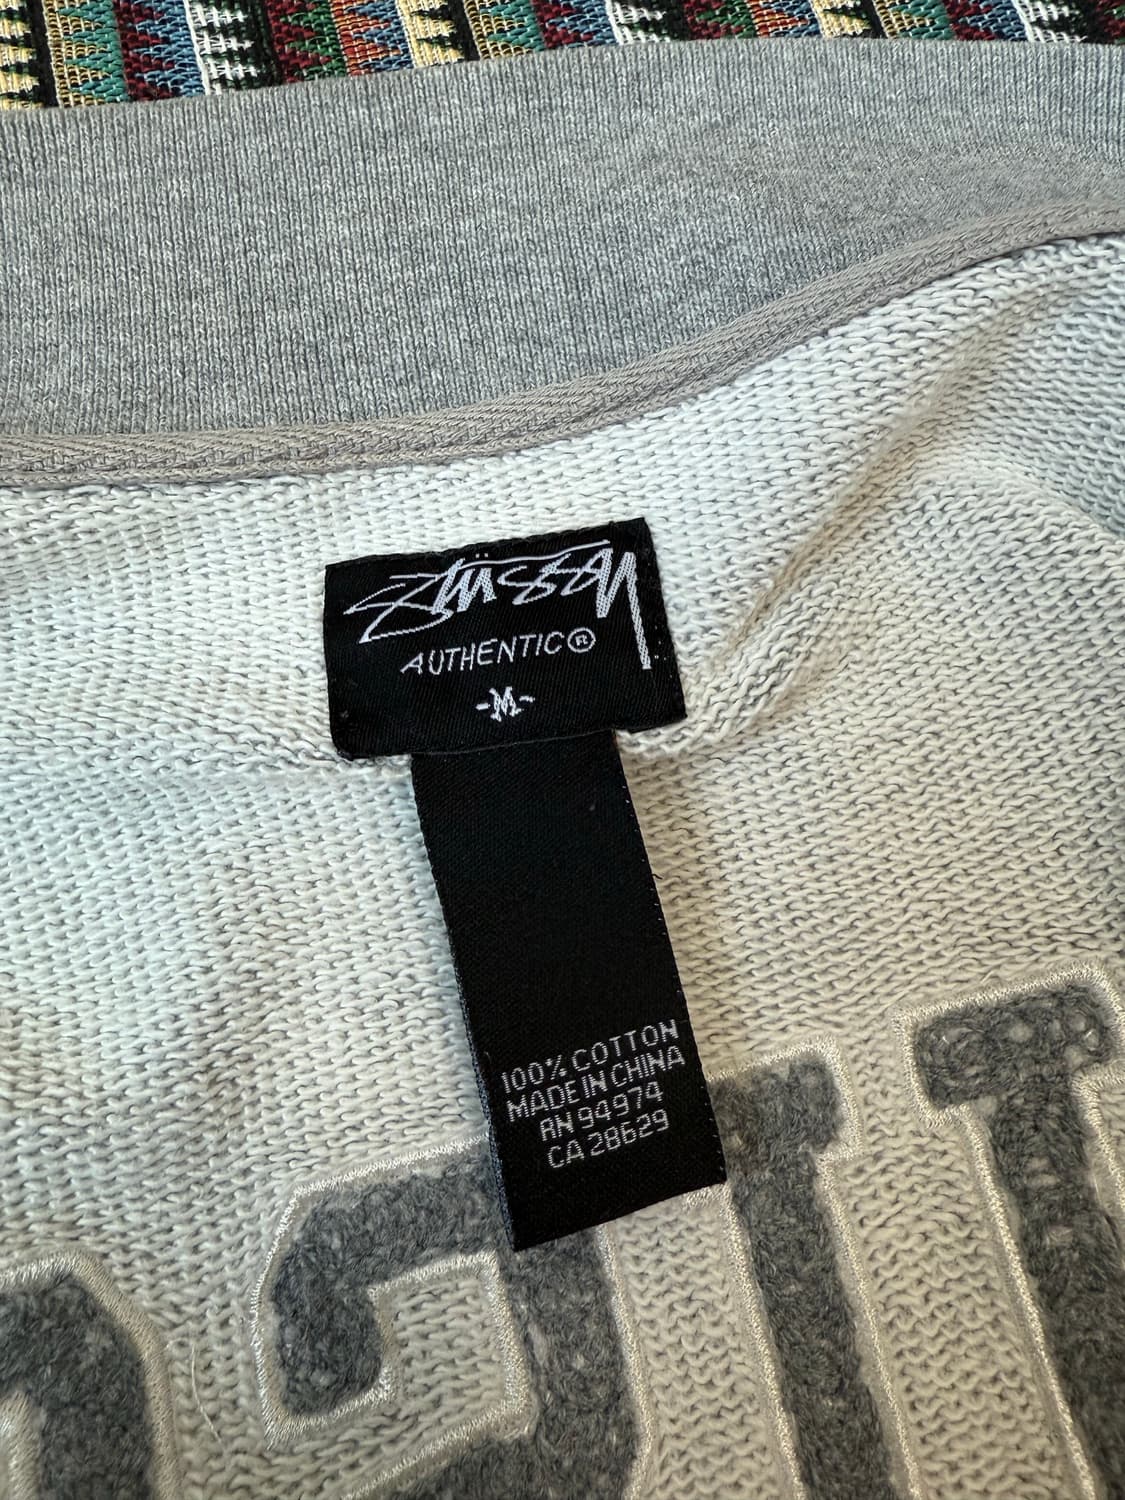 Stüssy
AUTHENTIC®
-M-
100% COTTON
MADE IN CHINA
RN 94974
CA 28629